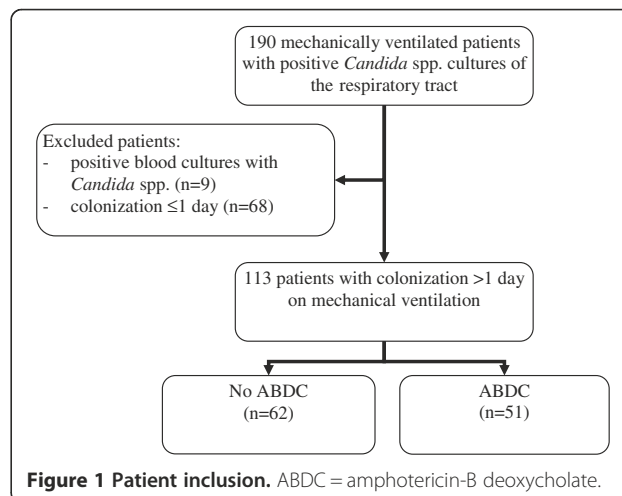 190 mechanically ventilated patients
with positive Candida spp. cultures of
the respiratory tract
Excluded patients:
- positive blood cultures with
Candida spp. (n=9)
- colonization ≤1 day (n=68)
113 patients with colonization >1 day
on mechanical ventilation
No ABDC
(n=62)
ABDC
(n=51)
Figure 1 Patient inclusion. ABDC = amphotericin-B deoxycholate.